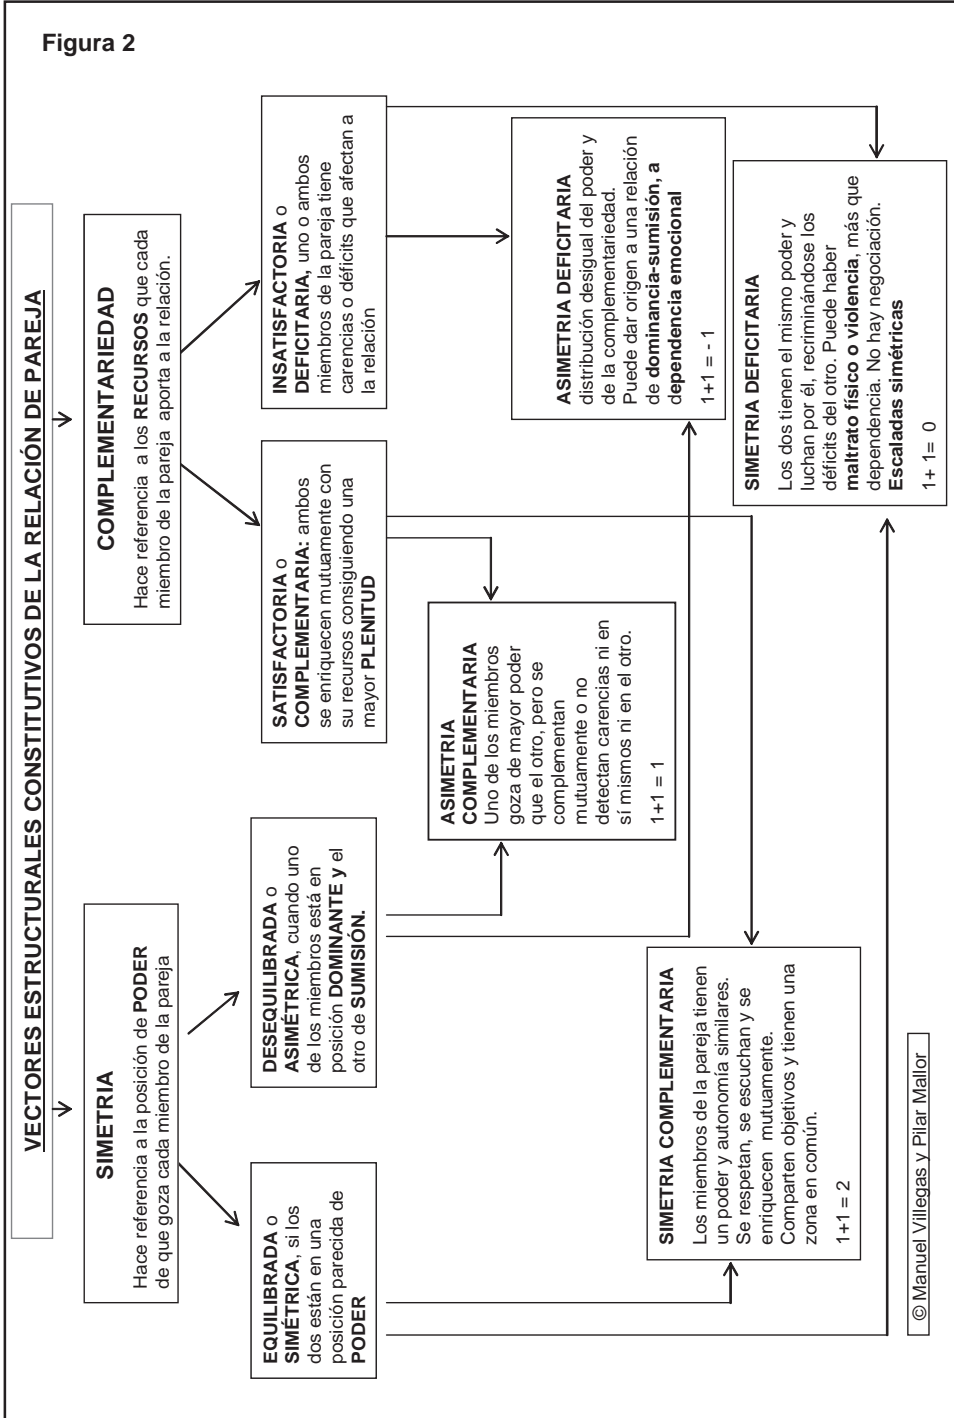 Figura 2
VECTORES ESTRUCTURALES CONSTITUTIVOS DE LA RELACIÓN DE PAREJA
SIMETRIA
Hace referencia a la posición de PODER
de que goza cada miembro de la pareja
COMPLEMENTARIEDAD
Hace referencia a los RECURSOS que cada
miembro de la pareja aporta a la relación.
EQUILIBRADA o
SIMÉTRICA, si los
dos están en una
posición parecida de
PODER
DESEQUILIBRADA o
ASIMÉTRICA, cuando uno
de los miembros está en
posición DOMINANTE y el
otro de SUMISIÓN.
SATISFACTORIA o
COMPLEMENTARIA: ambos
se enriquecen mutuamente con
su recursos consiguiendo una
mayor PLENITUD
INSATISFACTORIA o
DEFICITARIA, uno o ambos
miembros de la pareja tiene
carencias o déficits que afectan a
la relación
ASIMETRIA
COMPLEMENTARIA
Uno de los miembros
goza de mayor poder
que el otro, pero se
complementan
mutuamente o no
detectan carencias ni en
sí mismos ni en el otro.
1+1 = 1
ASIMETRIA DEFICITARIA
distribución desigual del poder y
de la complementariedad.
Puede dar origen a una relación
de dominancia-sumisión, a
dependencia emocional
1+1 = - 1
SIMETRIA COMPLEMENTARIA
Los miembros de la pareja tienen
un poder y autonomía similares.
Se respetan, se escuchan y se
enriquecen mutuamente.
Comparten objetivos y tienen una
zona en común.
1+1 = 2
SIMETRIA DEFICITARIA
Los dos tienen el mismo poder y
luchan por él, recriminándose los
déficits del otro. Puede haber
maltrato físico o violencia, más que
dependencia. No hay negociación.
Escaladas simétricas
1+ 1= 0
© Manuel Villegas y Pilar Mallor